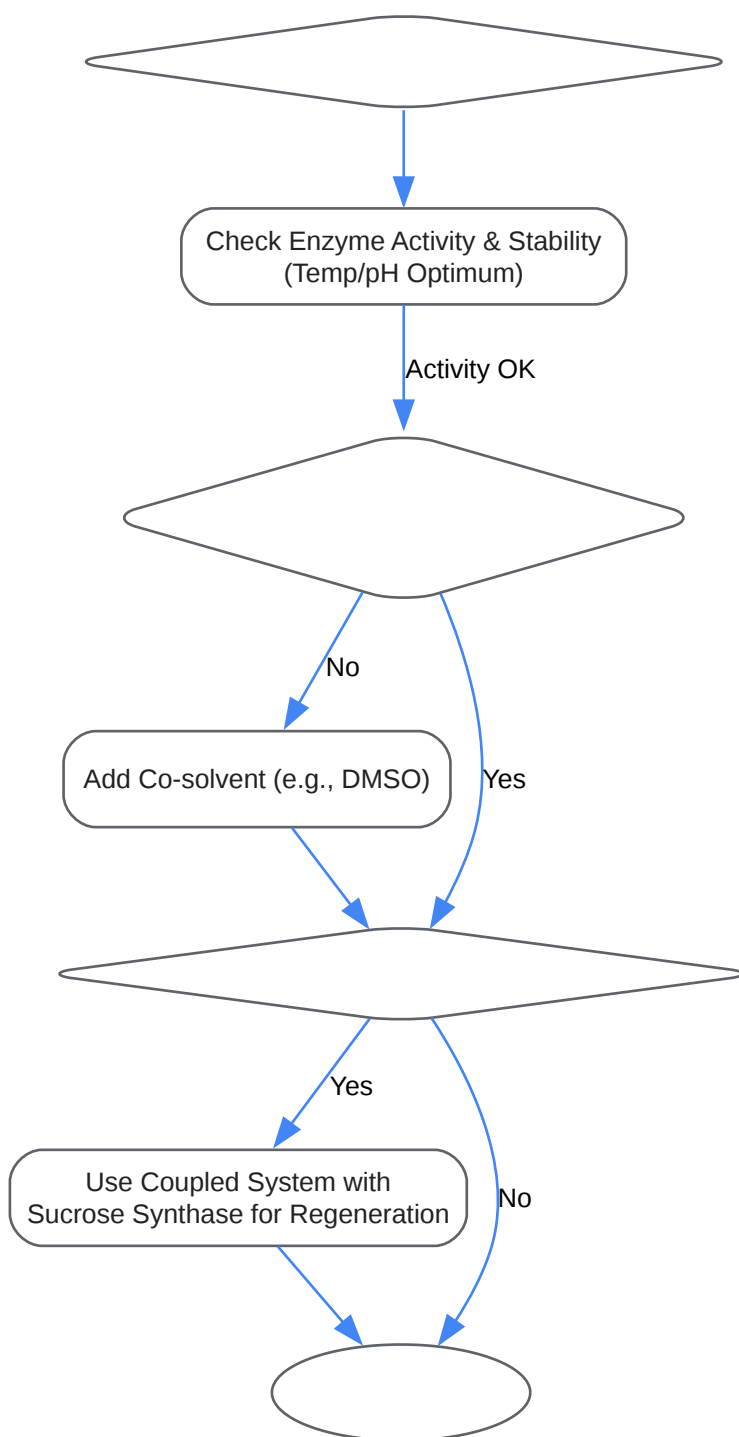 Check Enzyme Activity & Stability
(Temp/pH Optimum)
Activity OK
No
Add Co-solvent (e.g., DMSO)
Yes
Yes
Use Coupled System with
Sucrose Synthase for Regeneration
No